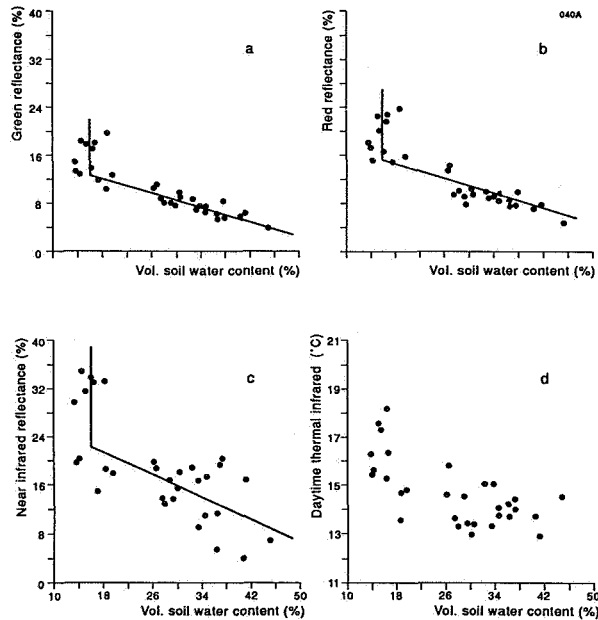 040A
Green reflectance (%)
40
32
24
16
8
0
a
Vol. soil water content (%)
Red reflectance (%)
b
Vol. soil water content (%)
Near infrared reflectance (%)
40
32
24
16
8
0
c
10 18 26 34 42 50
Vol. soil water content (%)
Daytime thermal infrared (°C)
21
19
17
15
13
11
d
10 18 26 34 42 50
Vol. soil water content (%)